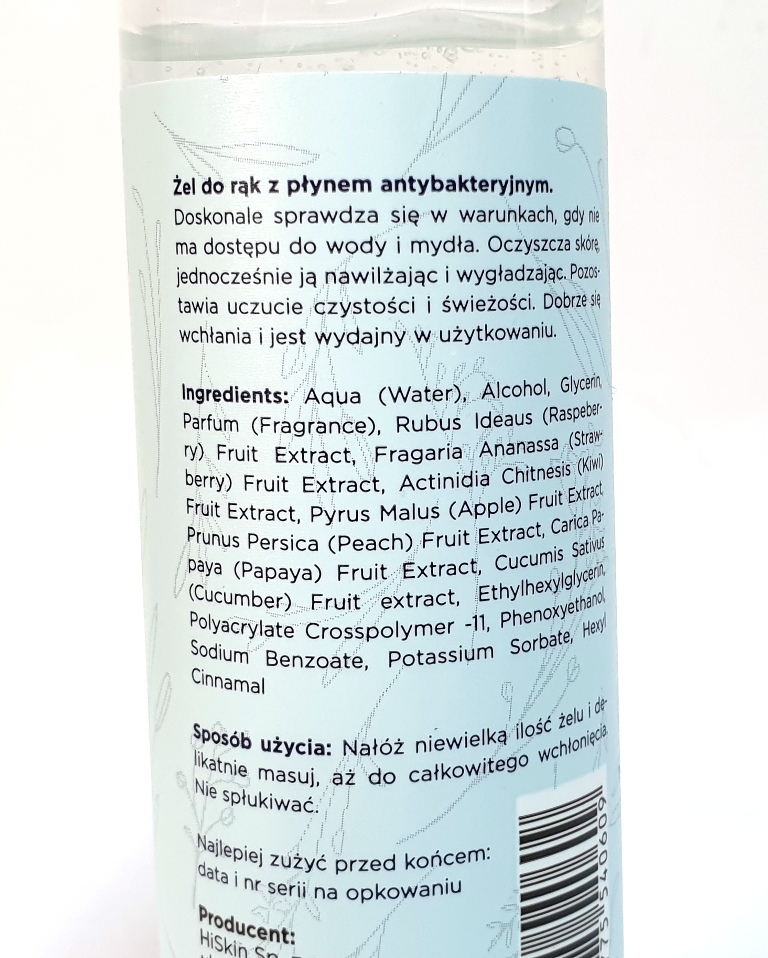 Żel do rąk z płynem antybakteryjnym.
Doskonale sprawdza się w warunkach, gdy nie
ma dostępu do wody i mydła. Oczyszcza skórę,
jednocześnie ją nawilżając i wygładzając. Pozos-
tawia uczucie czystości i świeżości. Dobrze się
wchłania i jest wydajny w użytkowaniu.
Ingredients: Aqua (Water), Alcohol, Glycerin,
Parfum (Fragrance), Rubus Ideaus (Raspeber-
ry) Fruit Extract, Fragaria Ananassa (Straw-
berry) Fruit Extract, Actinidia Chitnesis (Kiwi)
Fruit Extract, Pyrus Malus (Apple) Fruit Extract,
Prunus Persica (Peach) Fruit Extract, Carica Pa-
paya (Papaya) Fruit Extract, Cucumis Sativus
(Cucumber) Fruit extract, Ethylhexylglycerin,
Polyacrylate Crosspolymer -11, Phenoxyethanol,
Sodium Benzoate, Potassium Sorbate, Hexyl
Cinnamal
Sposób użycia: Nałóż niewielką ilość żelu i de-
likatnie masuj, aż do całkowitego wchłonięcia.
Nie spłukiwać.
Najlepiej zużyć przed końcem:
data i nr serii na opkowaniu
Producent:
HiSkin Sp.
540609